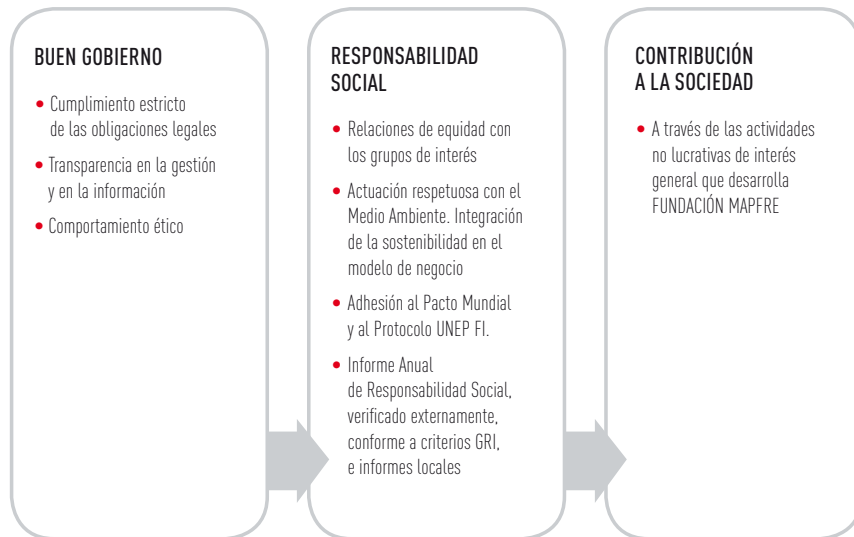 BUEN GOBIERNO
• Cumplimiento estricto
de las obligaciones legales
• Transparencia en la gestión
y en la información
• Comportamiento ético
RESPONSABILIDAD
SOCIAL
• Relaciones de equidad con
los grupos de interés
• Actuación respetuosa con el
Medio Ambiente. Integración
de la sostenibilidad en el
modelo de negocio
• Adhesión al Pacto Mundial
y al Protocolo UNEP FI.
• Informe Anual
de Responsabilidad Social,
verificado externamente,
conforme a criterios GRI,
e informes locales
CONTRIBUCIÓN
A LA SOCIEDAD
• A través de las actividades
no lucrativas de interés
general que desarrolla
FUNDACIÓN MAPFRE